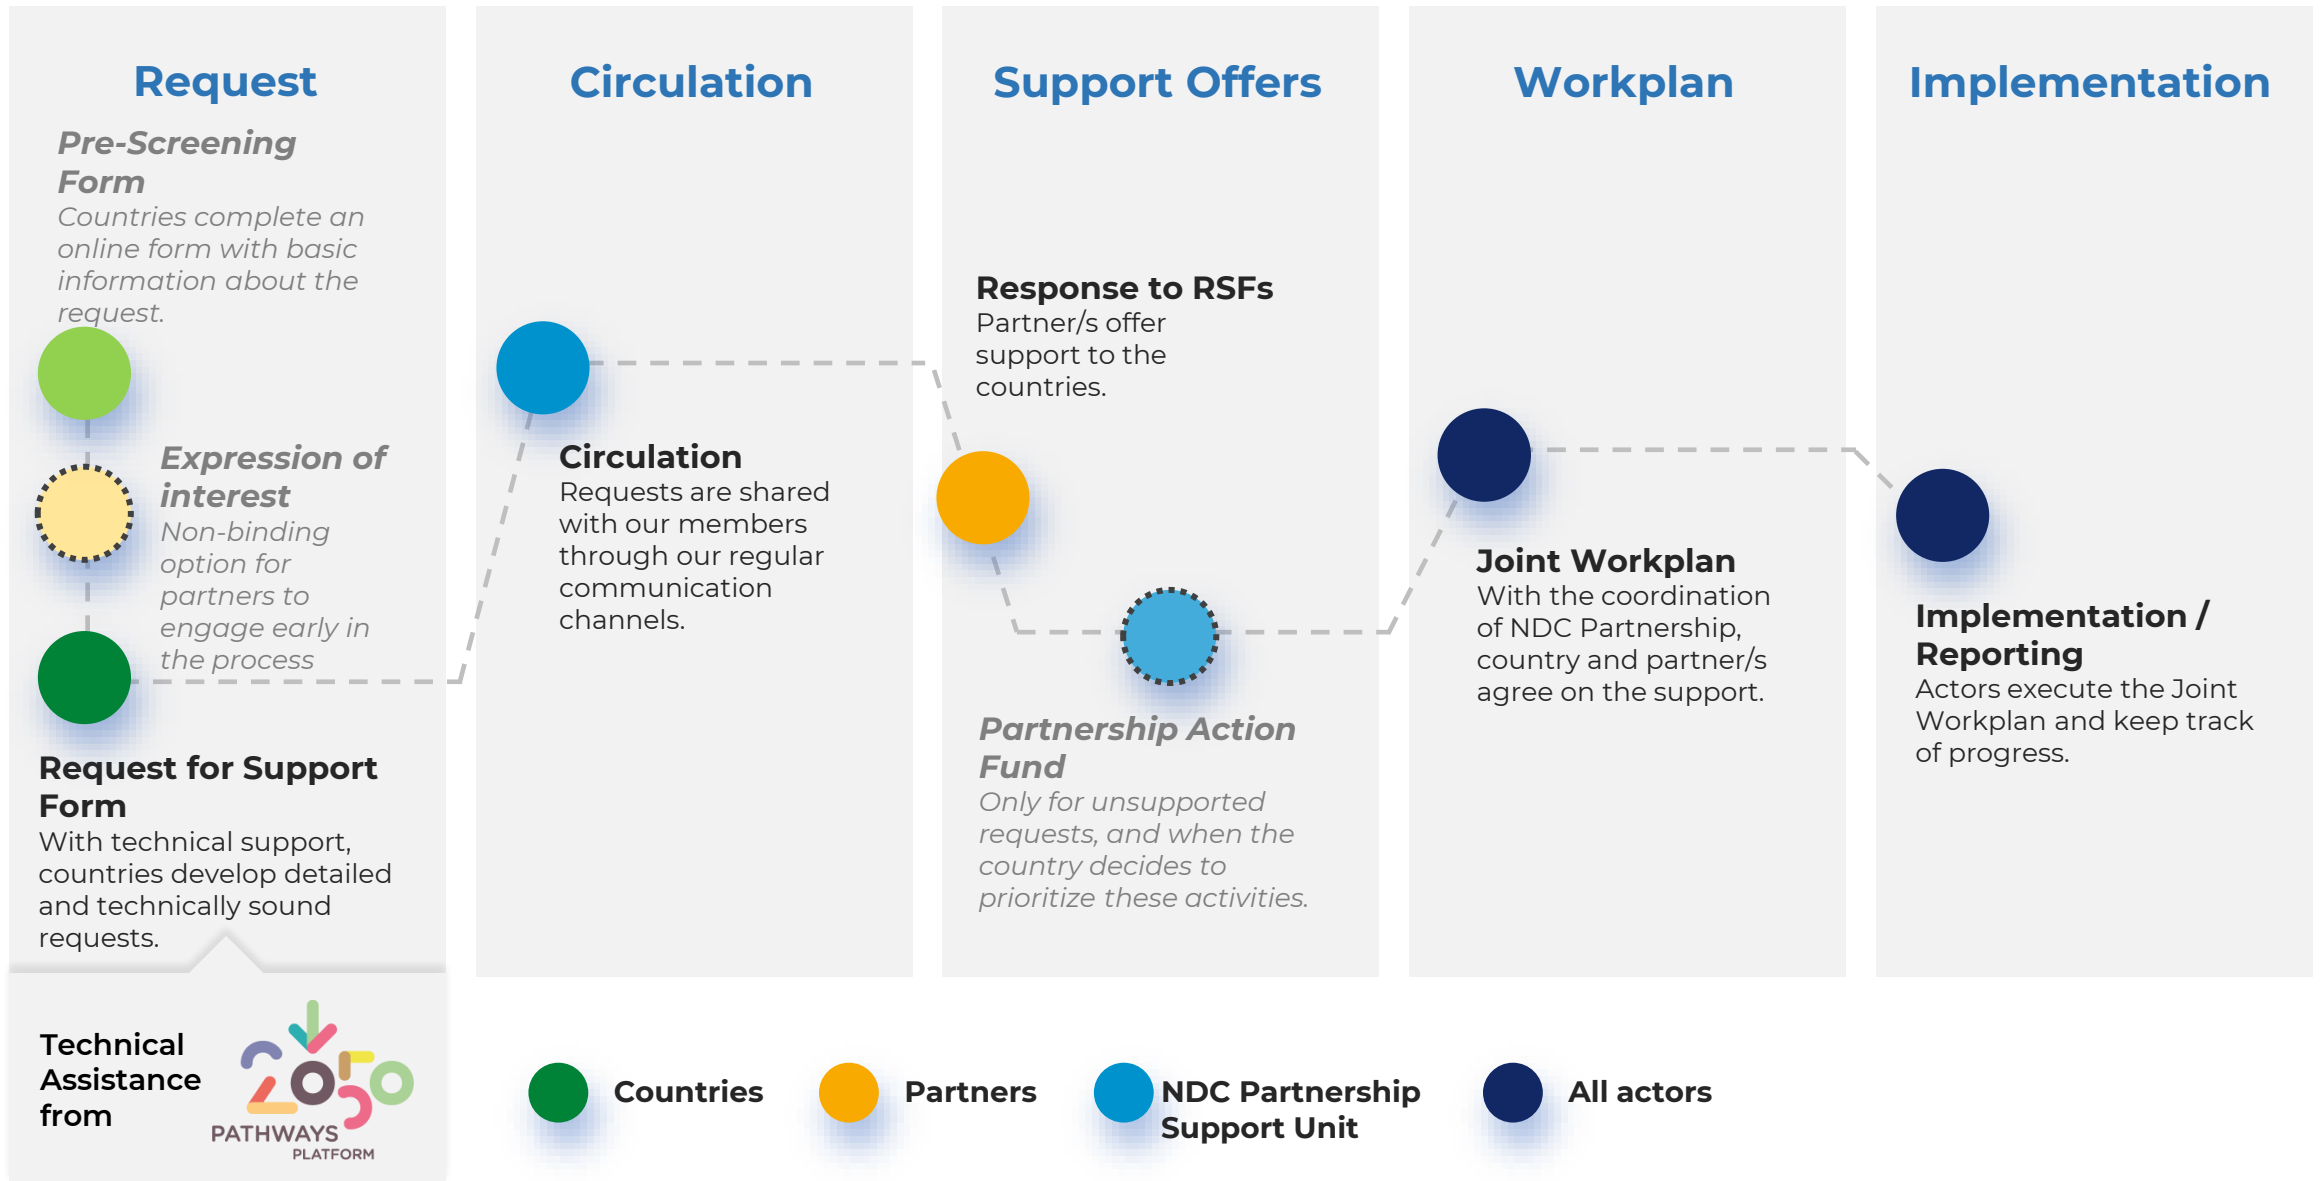 Request
Pre-Screening
Form
Countries complete an
online form with basic
information about the
request.
Expression of
interest
Non-binding
option for
partners to
engage early in
the process
Request for Support
Form
With technical support,
countries develop detailed
and technically sound
requests.
Technical
Assistance
from
2050
PATHWAYS
PLATFORM
Circulation
Circulation
Requests are shared
with our members
through our regular
communication
channels.
Support Offers
Response to RSFs
Partner/s offer
support to the
countries.
Partnership Action
Fund
Only for unsupported
requests, and when the
country decides to
prioritize these activities.
Workplan
Joint Workplan
With the coordination
of NDC Partnership,
country and partner/s
agree on the support.
Implementation
Implementation /
Reporting
Actors execute the Joint
Workplan and keep track
of progress.
Countries
Partners
NDC Partnership
Support Unit
All actors